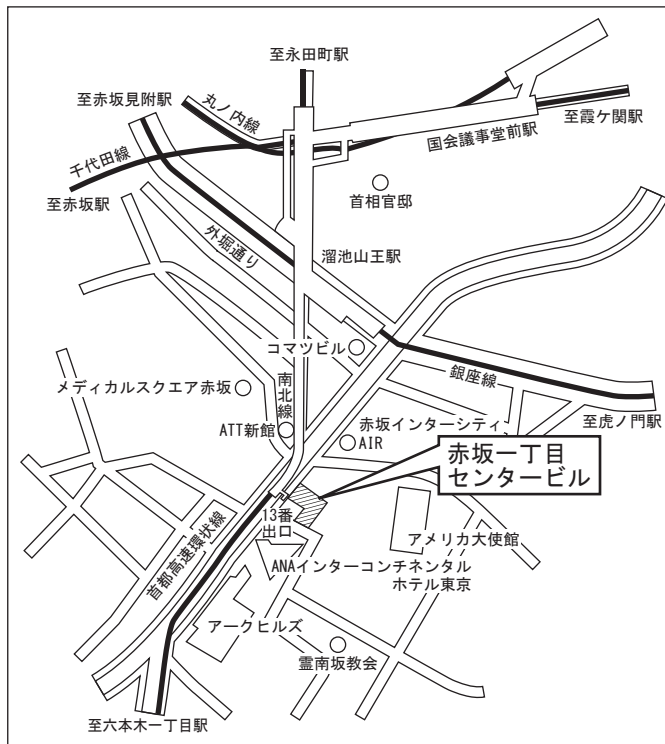 至永田町駅
至赤坂見附駅
丸ノ内線
至霞ケ関駅
国会議事堂前駅
千代田線
至赤坂駅
首相官邸
外堀通り
溜池山王駅
コマツビル
南北線
銀座線
メディカルスクエア赤坂
至虎ノ門駅
ATT新館
赤坂インターシティ
AIR
赤坂一丁目
センタービル
13番
出口
首都高速環状線
アメリカ大使館
ANAインターコンチネンタル
ホテル東京
アークヒルズ
霊南坂教会
至六本木一丁目駅